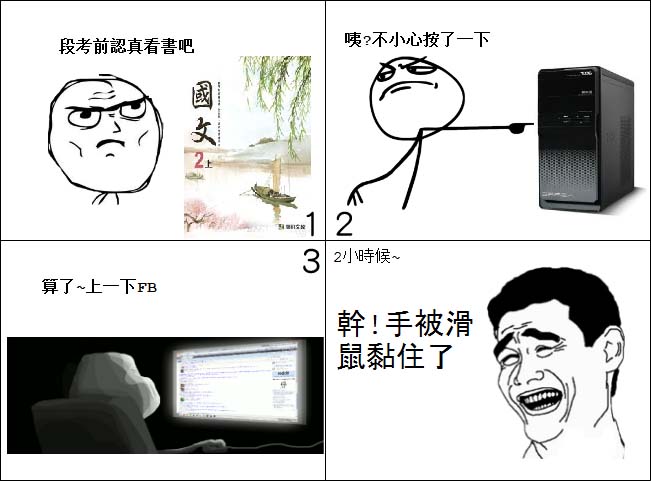 段考前認真看書吧
國文
2上
1
咦?不小心按了一下
2
3
算了~上一下FB
2小時候~
幹!手被滑
鼠黏住了